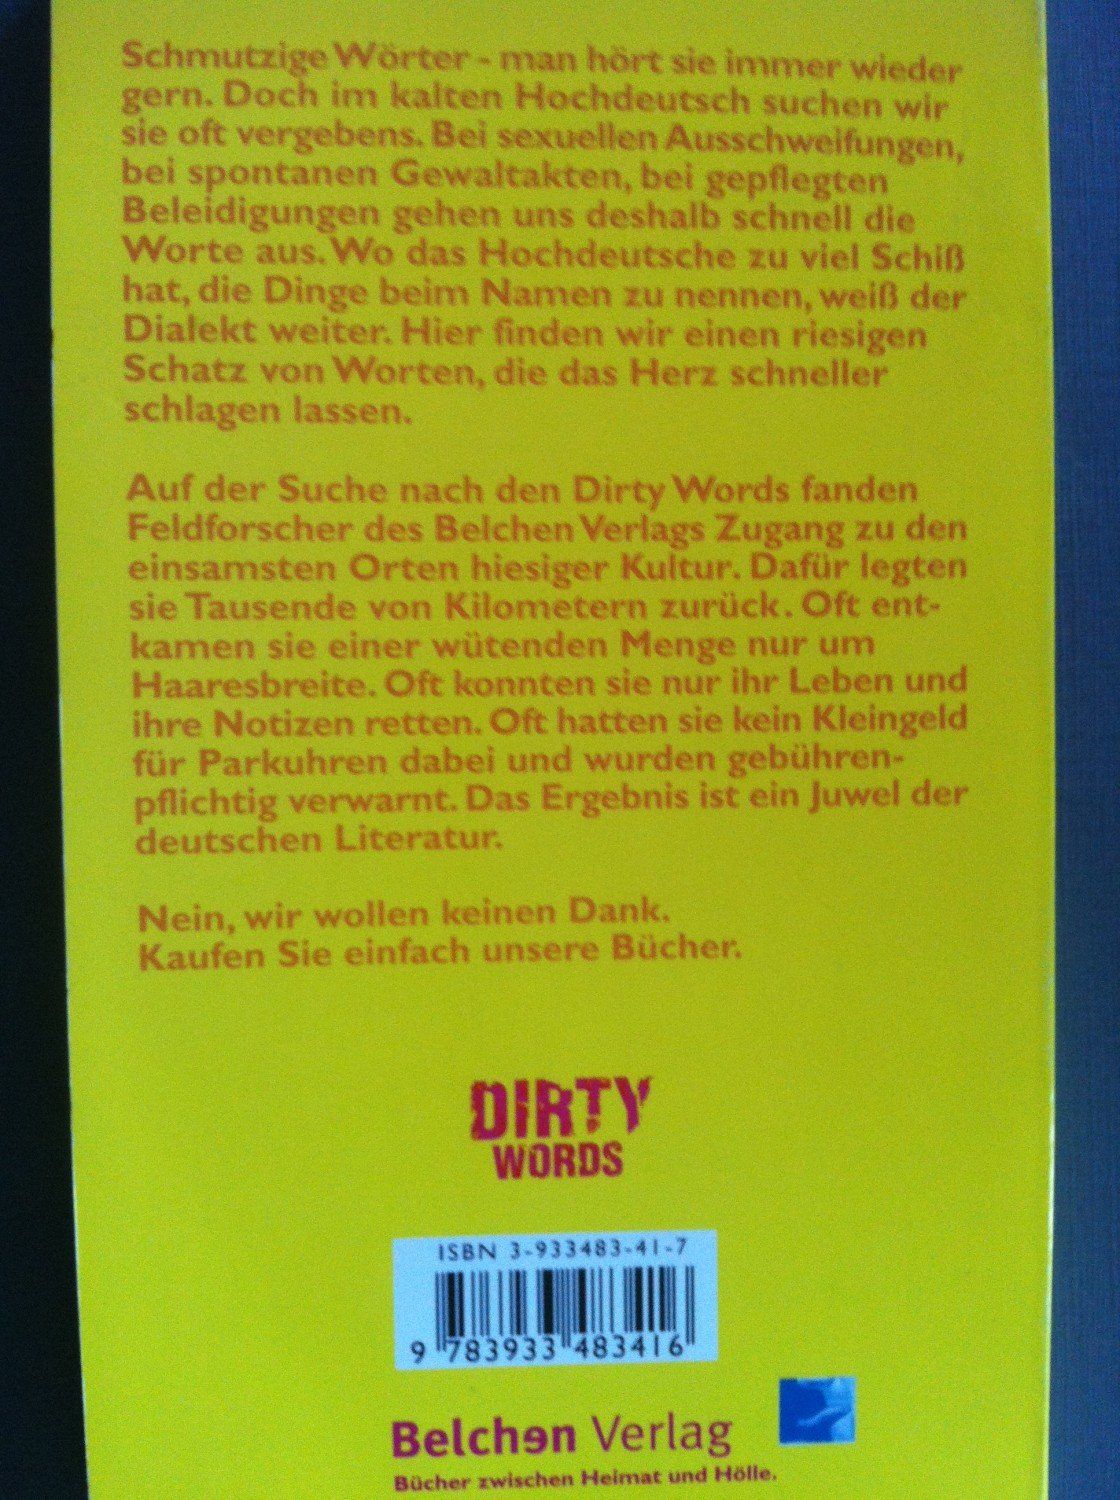 Schmutzige Wörter - man hört sie immer wieder
gern. Doch im kalten Hochdeutsch suchen wir
sie oft vergebens. Bei sexuellen Ausschweifungen,
bei spontanen Gewaltakten, bei gepflegten
Beleidigungen gehen uns deshalb schnell die
Worte aus. Wo das Hochdeutsche zu viel Schiß
hat, die Dinge beim Namen zu nennen, weiß der
Dialekt weiter. Hier finden wir einen riesigen
Schatz von Worten, die das Herz schneller
schlagen lassen.
Auf der Suche nach den Dirty Words fanden
Feldforscher des Belchen Verlags Zugang zu den
einsamsten Orten hiesiger Kultur. Dafür legten
sie Tausende von Kilometern zurück. Oft ent-
kamen sie einer wütenden Menge nur um
Haaresbreite. Oft konnten sie nur ihr Leben und
ihre Notizen retten. Oft hatten sie kein Kleingeld
für Parkuhren dabei und wurden gebühren-
pflichtig verwarnt. Das Ergebnis ist ein Juwel der
deutschen Literatur.
Nein, wir wollen keinen Dank.
Kaufen Sie einfach unsere Bücher.
DIRTY
WORDS
ISBN 3-933483-41-7
9 783933 483416
Belchen Verlag
Bücher zwischen Heimat und Hölle.